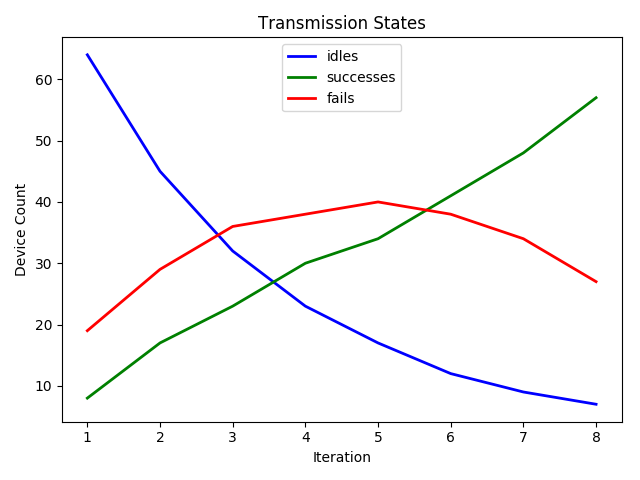 Transmission States
idles
successes
fails
60
50
40
30
20
10
Device Count
1 2 3 4 5 6 7 8
Iteration